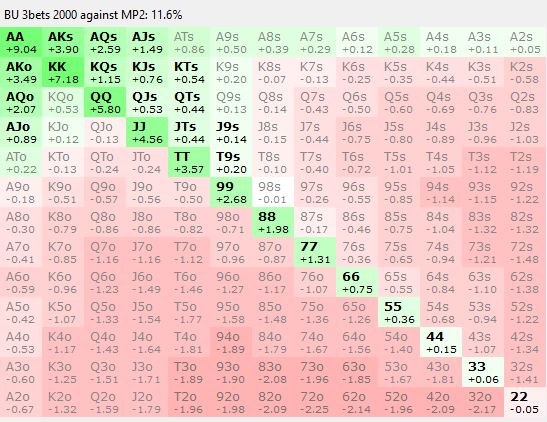 BU 3bets 2000 against MP2: 11.6%
AA AKs AQs AJs ATs A9s A8s A7s A6s A5s A4s A3s A2s
+9.04 +3.90 +2.59 +1.49 +0.86 +0.50 +0.39 +0.29 +0.12 +0.28 +0.18 +0.11 +0.05
AKo KK KQs KJs KTs K9s K8s K7s K6s K5s K4s K3s K2s
+3.49 +7.18 +1.15 +0.76 +0.54 +0.20 -0.07 -0.13 -0.25 -0.35 -0.44 -0.51 -0.58
AQo KQo QQ QJs QTs Q9s Q8s Q7s Q6s Q5s Q4s Q3s Q2s
+2.07 +0.53 +5.80 +0.53 +0.44 +0.13 -0.14 -0.43 -0.50 -0.60 -0.69 -0.76 -0.83
AJo KJo QJo JJ JTs J9s J8s J7s J6s J5s J4s J3s J2s
+0.89 +0.12 -0.13 +4.56 +0.44 +0.14 -0.15 -0.44 -0.75 -0.80 -0.89 -0.96 -1.03
ATo KTo QTo JTo TT T9s T8s T7s T6s T5s T4s T3s T2s
+0.22 -0.13 -0.24 -0.24 +3.57 +0.20 -0.10 -0.40 -0.72 -1.01 -1.05 -1.12 -1.19
A9o K9o Q9o J9o T9o 99 98s 97s 96s 95s 94s 93s 92s
-0.18 -0.51 -0.57 -0.56 -0.50 +2.68 -0.01 -0.26 -0.55 -0.85 -1.14 -1.15 -1.22
A8o K8o Q8o J8o T8o 98o 88 87s 86s 85s 84s 83s 82s
-0.30 -0.79 -0.86 -0.86 -0.82 -0.71 +1.98 -0.17 -0.46 -0.75 -1.04 -1.32 -1.32
A7o K7o Q7o J7o T7o 97o 87o 77 76s 75s 74s 73s 72s
-0.41 -0.85 -1.16 -1.16 -1.12 -0.96 -0.87 +1.31 -0.36 -0.65 -0.94 -1.21 -1.48
A6o K6o Q6o J6o T6o 96o 86o 76o 66 65s 64s 63s 62s
-0.59 -0.96 -1.23 -1.49 -1.46 -1.27 -1.17 -1.07 +0.75 -0.55 -0.84 -1.10 -1.38
A5o K5o Q5o J5o T5o 95o 85o 75o 65o 55 54s 53s 52s
-0.42 -1.07 -1.33 -1.54 -1.77 -1.58 -1.48 -1.36 -1.26 +0.36 -0.68 -0.94 -1.22
A4o K4o Q4o J4o T4o 94o 84o 74o 64o 54o 44 43s 42s
-0.53 -1.17 -1.43 -1.64 -1.81 -1.89 -1.79 -1.67 -1.56 -1.40 +0.15 -1.07 -1.34
A3o K3o Q3o J3o T3o 93o 83o 73o 63o 53o 43o 33 32s
-0.60 -1.25 -1.51 -1.71 -1.89 -1.90 -2.08 -1.96 -1.85 -1.67 -1.81 +0.06 -1.41
A2o K2o Q2o J2o T2o 92o 82o 72o 62o 52o 42o 32o 22
-0.67 -1.32 -1.59 -1.79 -1.96 -1.98 -2.09 -2.25 -2.14 -1.96 -2.09 -2.17 -0.05